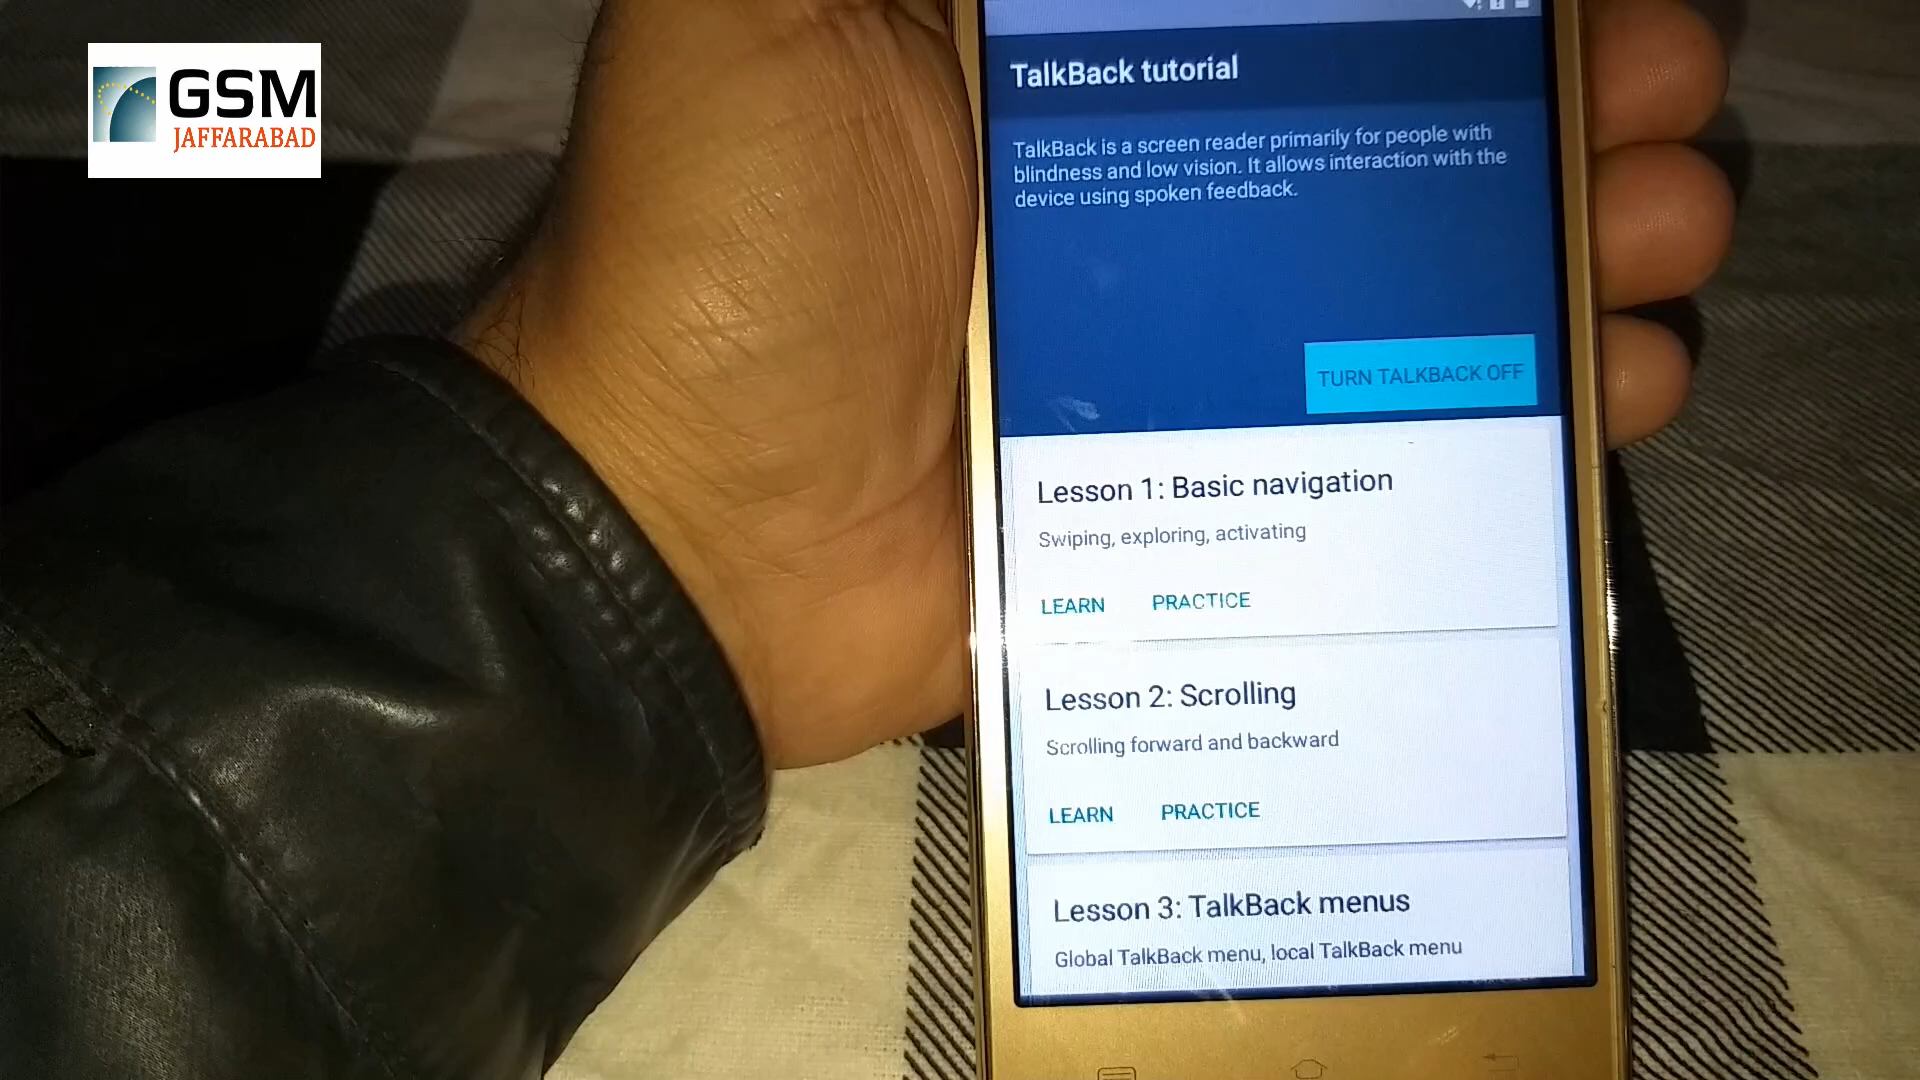 GSM
JAFFARABAD
TalkBack tutorial
TalkBack is a screen reader primarily for people with
blindness and low vision. It allows interaction with the
device using spoken feedback.
TURN TALKBACK OFF
Lesson 1: Basic navigation
Swiping, exploring, activating
LEARN PRACTICE
Lesson 2: Scrolling
Scrolling forward and backward
LEARN PRACTICE
Lesson 3: TalkBack menus
Global TalkBack menu, local TalkBack menu